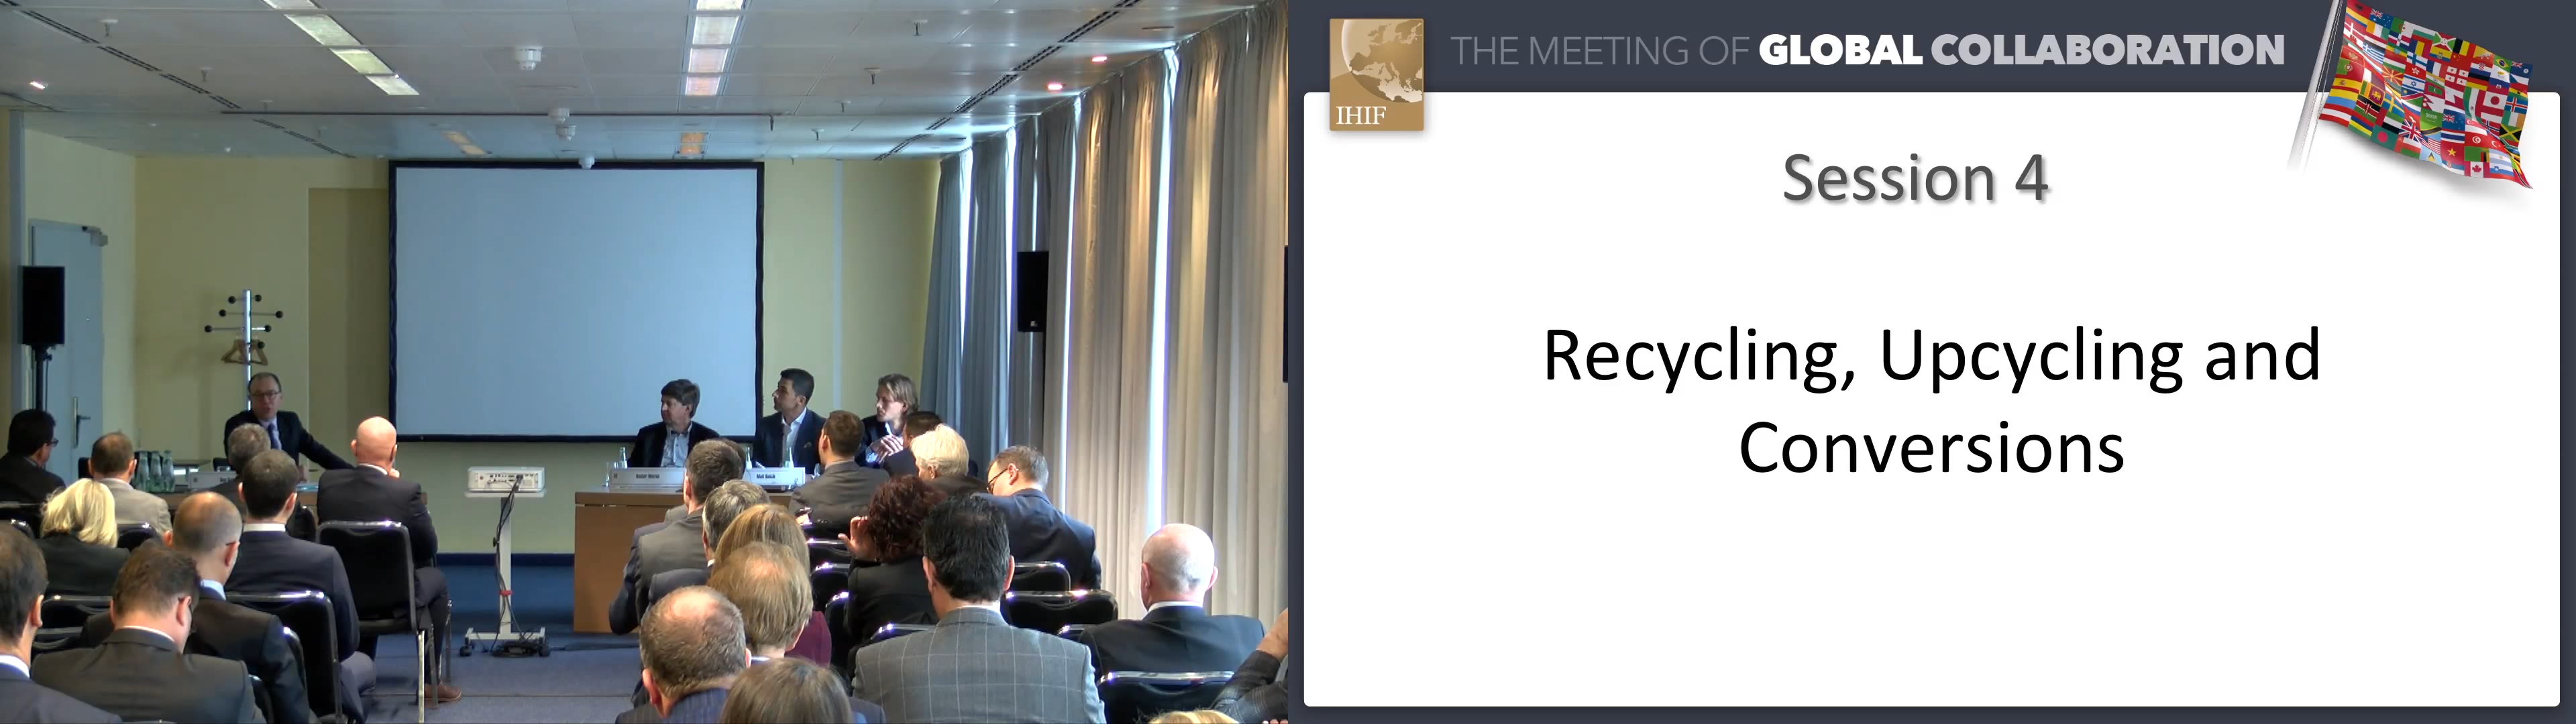 THE MEETING OF GLOBAL COLLABORATION
IHIF
Session 4
Recycling, Upcycling and
Conversions